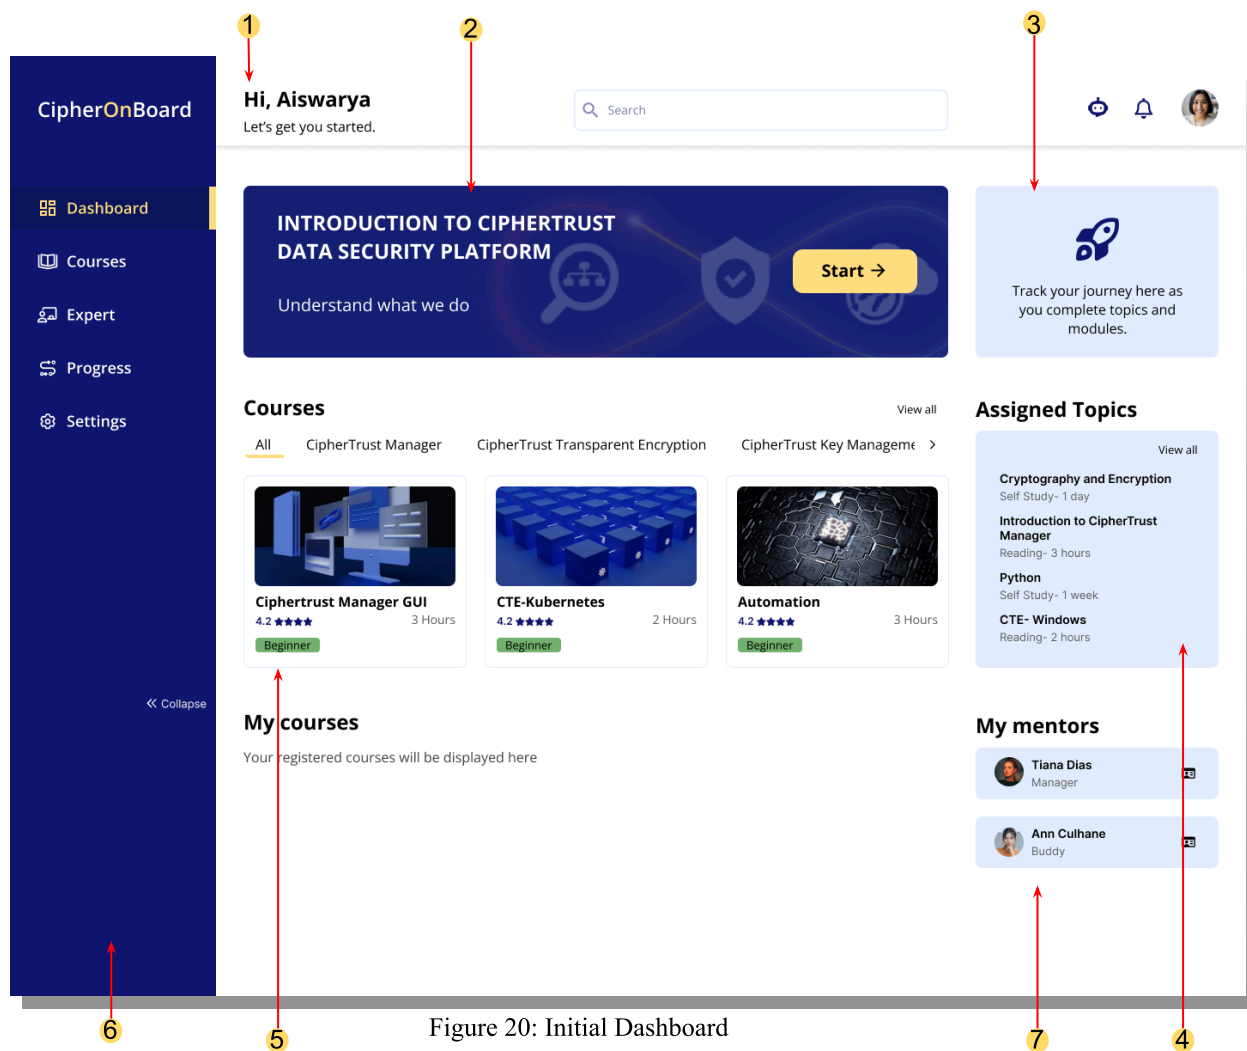 1
2
3
CipherOnBoard
Hi, Aiswarya
Let's get you started.
Search
Dashboard
Courses
Expert
Progress
Settings
Collapse
INTRODUCTION TO CIPHERTRUST
DATA SECURITY PLATFORM
Understand what we do
Start →
Track your journey here as
you complete topics and
modules.
Courses
View all
All
CipherTrust Manager
CipherTrust Transparent Encryption
CipherTrust Key Manageme
Ciphertrust Manager GUI
4.2 ★★★★
3 Hours
Beginner
CTE-Kubernetes
4.2 ★★★★
2 Hours
Beginner
Automation
4.2 ★★★★
3 Hours
Beginner
Assigned Topics
View all
Cryptography and Encryption
Self Study- 1 day
Introduction to CipherTrust
Manager
Reading- 3 hours
Python
Self Study- 1 week
CTE- Windows
Reading- 2 hours
My courses
Your registered courses will be displayed here
My mentors
Tiana Dias
Manager
Ann Culhane
Buddy
6
5
7
4
Figure 20: Initial Dashboard